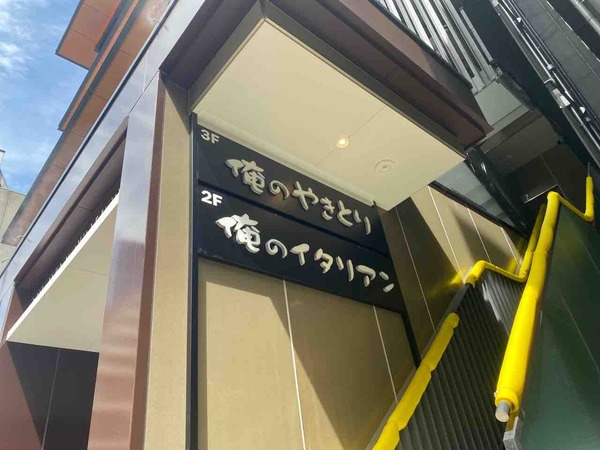 3F
俺のやきとり
2F
俺のイタリアン